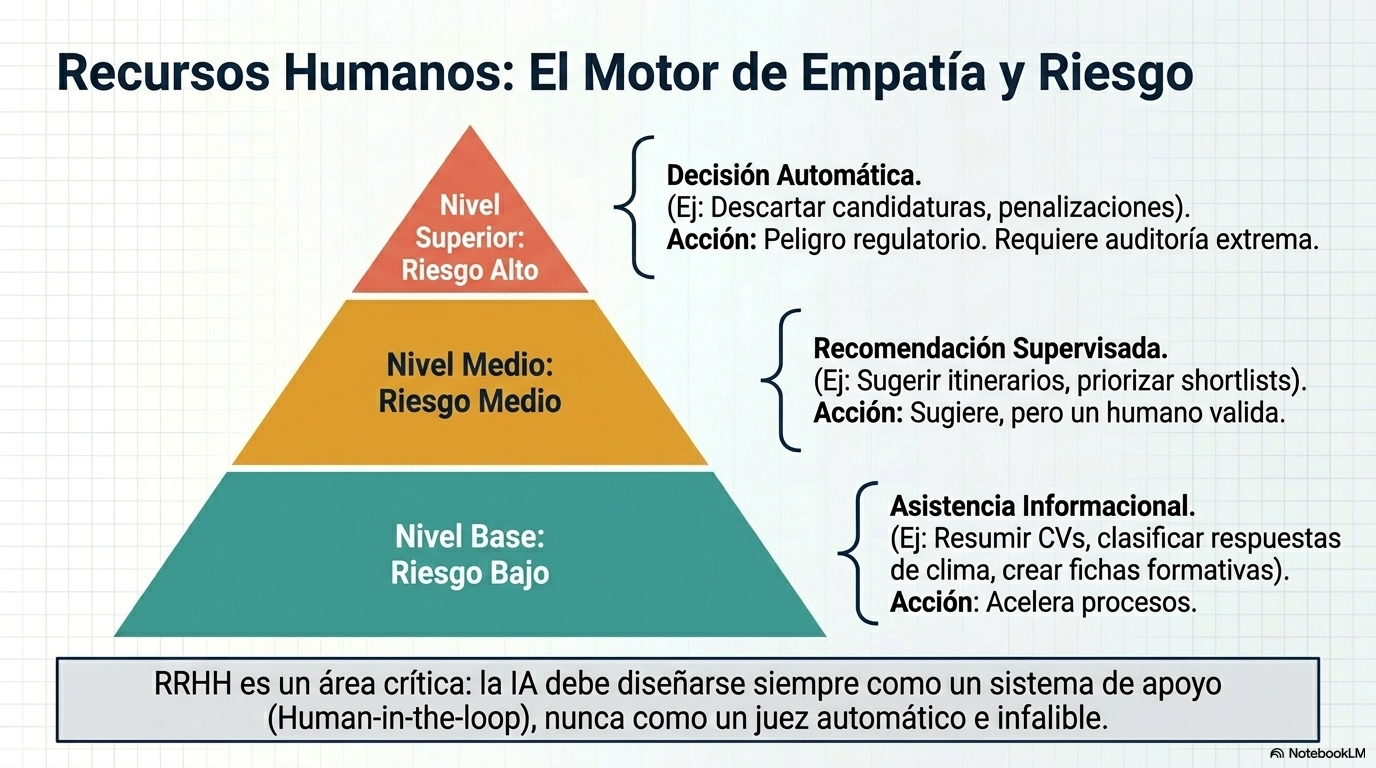 Recursos Humanos: El Motor de Empatía y Riesgo
Nivel
Superior:
Riesgo Alto
Decisión Automática.
(Ej: Descartar candidaturas, penalizaciones).
Acción: Peligro regulatorio. Requiere auditoría extrema.
Nivel Medio:
Riesgo Medio
Recomendación Supervisada.
(Ej: Sugerir itinerarios, priorizar shortlists).
Acción: Sugiere, pero un humano valida.
Nivel Base:
Riesgo Bajo
Asistencia Informacional.
(Ej: Resumir CVs, clasificar respuestas
de clima, crear fichas formativas).
Acción: Acelera procesos.
RRHH es un área crítica: la IA debe diseñarse siempre como un sistema de apoyo
(Human-in-the-loop), nunca como un juez automático e infalible.
NotebookLM